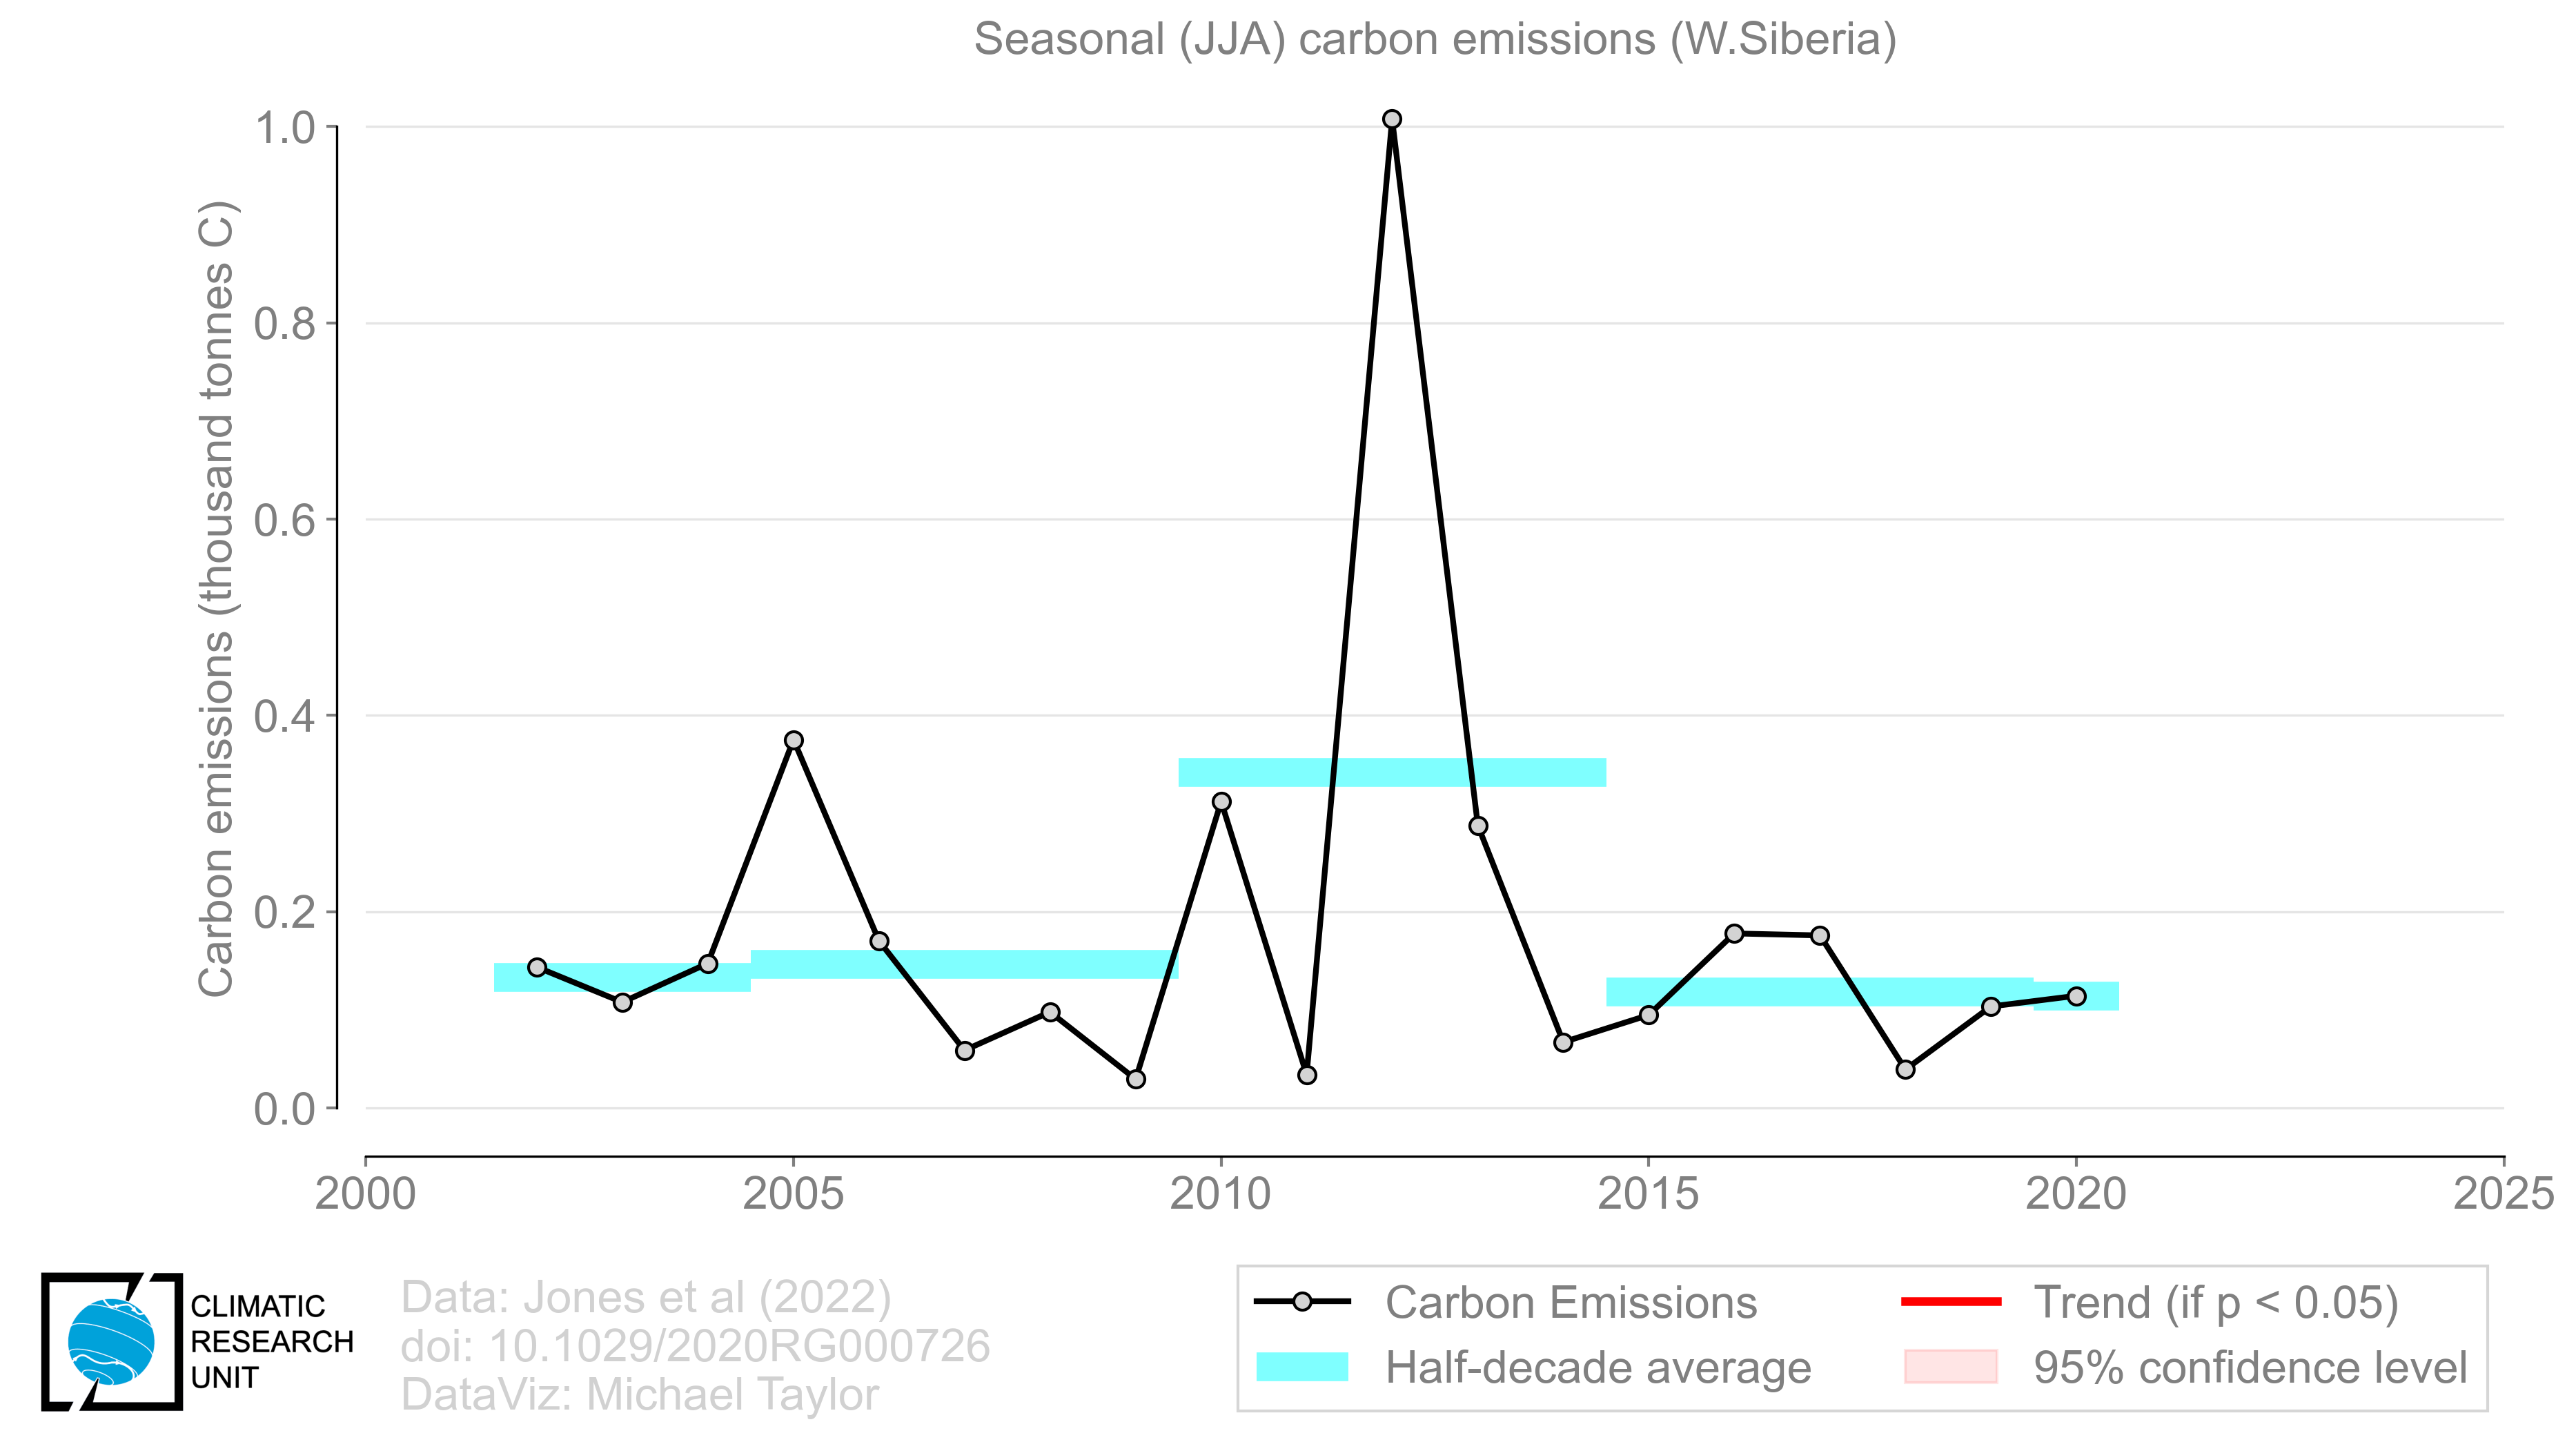 Seasonal (JJA) carbon emissions (W.Siberia)
Carbon emissions (thousand tonnes C)
1.0
0.8
0.6
0.4
0.2
0.0
2000 2005 2010 2015 2020 2025
CLIMATIC
RESEARCH
UNIT
Data: Jones et al (2022)
doi: 10.1029/2020RG000726
DataViz: Michael Taylor
Carbon Emissions
Half-decade average
Trend (if p < 0.05)
95% confidence level